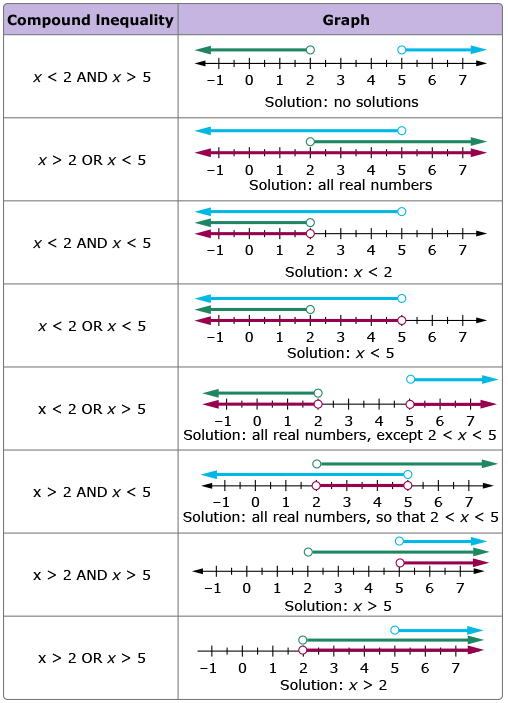 Compound Inequality Graph
x < 2 AND x > 5
−1 0 1 2 3 4 5 6 7
Solution: no solutions
x > 2 OR x < 5
−1 0 1 2 3 4 5 6 7
Solution: all real numbers
x < 2 AND x < 5
−1 0 1 2 3 4 5 6 7
Solution: x < 2
x < 2 OR x < 5
−1 0 1 2 3 4 5 6 7
Solution: x < 5
x < 2 OR x > 5
−1 0 1 2 3 4 5 6 7
Solution: all real numbers, except 2 < x < 5
x > 2 AND x < 5
−1 0 1 2 3 4 5 6 7
Solution: all real numbers, so that 2 < x < 5
x > 2 AND x > 5
−1 0 1 2 3 4 5 6 7
Solution: x > 5
x > 2 OR x > 5
−1 0 1 2 3 4 5 6 7
Solution: x > 2